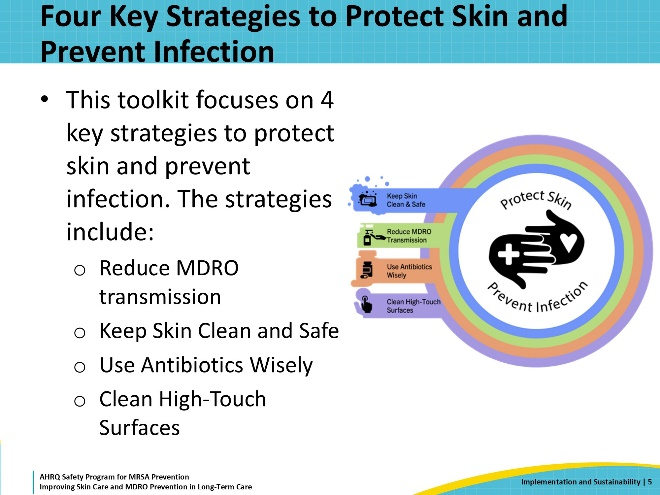 Four Key Strategies to Protect Skin and
Prevent Infection
• This toolkit focuses on 4
key strategies to protect
skin and prevent
infection. The strategies
include:
o Reduce MDRO
transmission
o Keep Skin Clean and Safe
o Use Antibiotics Wisely
o Clean High-Touch
Surfaces
Keep Skin
Clean & Safe
Reduce MDRO
Transmission
Use Antibiotics
Wisely
Clean High-Touch
Surfaces
Protect Skin
Prevent Infection
AHRQ Safety Program for MRSA Prevention
Improving Skin Care and MDRO Prevention in Long-Term Care
Implementation and Sustainability | 5